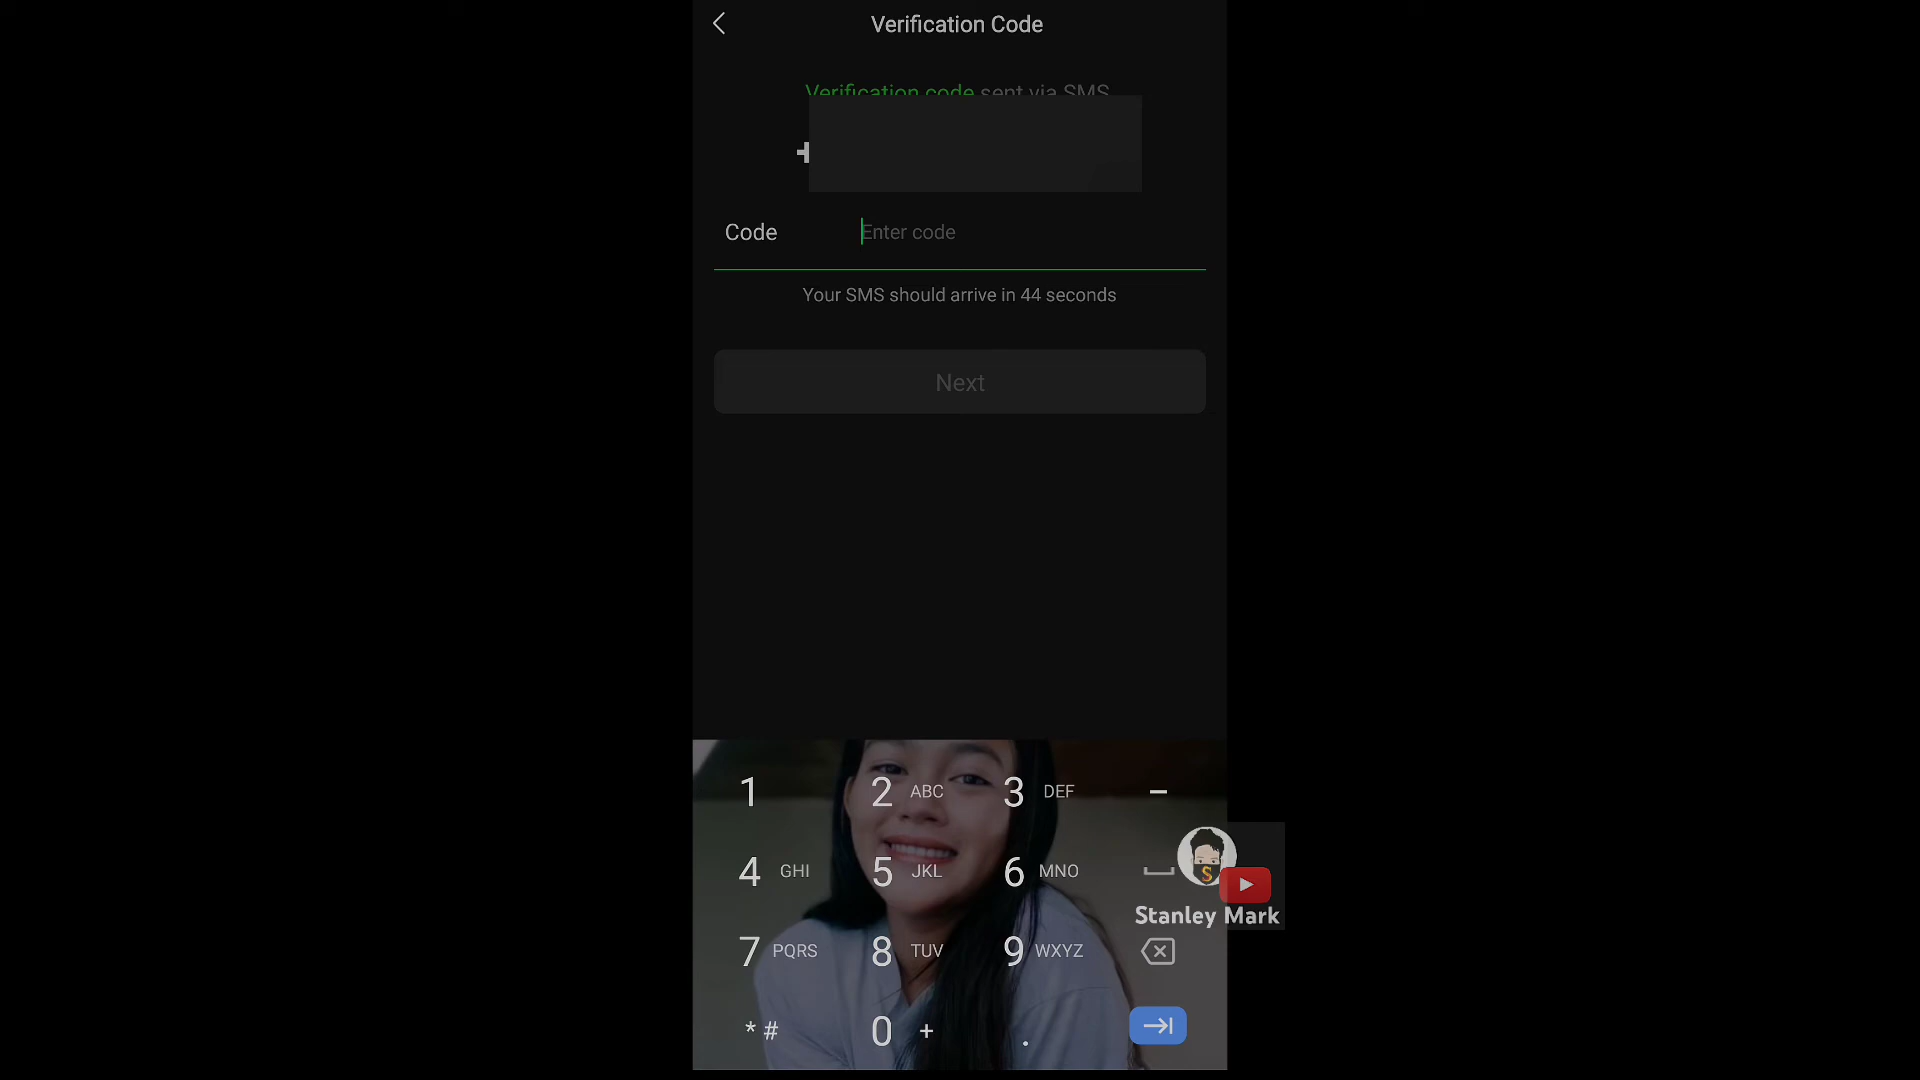 Verification Code
Verification code sent via SMS
+
Code Enter code
Your SMS should arrive in 44 seconds
Next
1 2 ABC 3 DEF -
4 GHI 5 JKL 6 MNO
S
Stanley Mark
7 PQRS 8 TUV 9 WXYZ
* # 0 + .